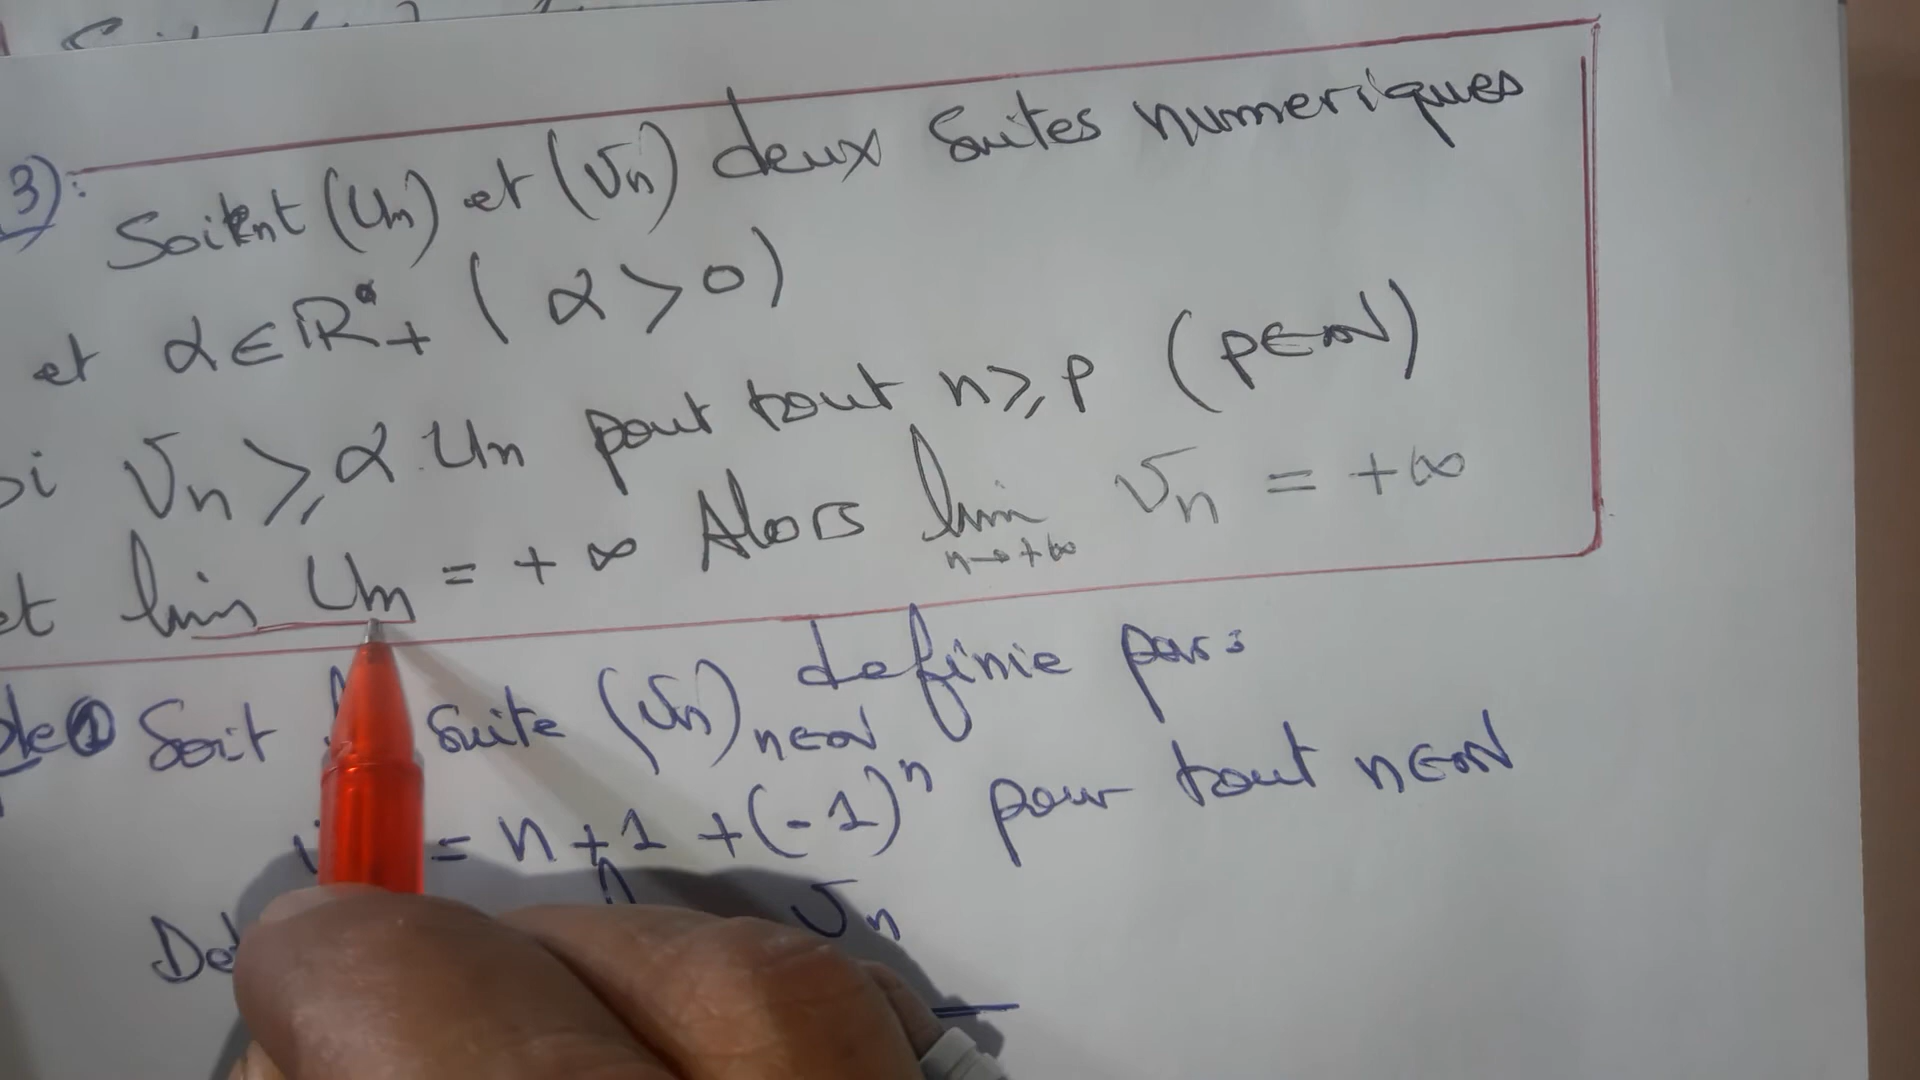 3):
Soient (Un) et (Vn) deux suites numeriques
et α ∈ ℝ*+ ( α > 0 )
si Vn ≥ α.Un pour tout n ≥ p (p∈ℕ)
et lim Un = +∞ Alors lim n→+∞ Vn = +∞
① Soit suite (Vn)n∈ℕ definie par :
= n+1+(-1)^n pour tout n∈ℕ
Vn